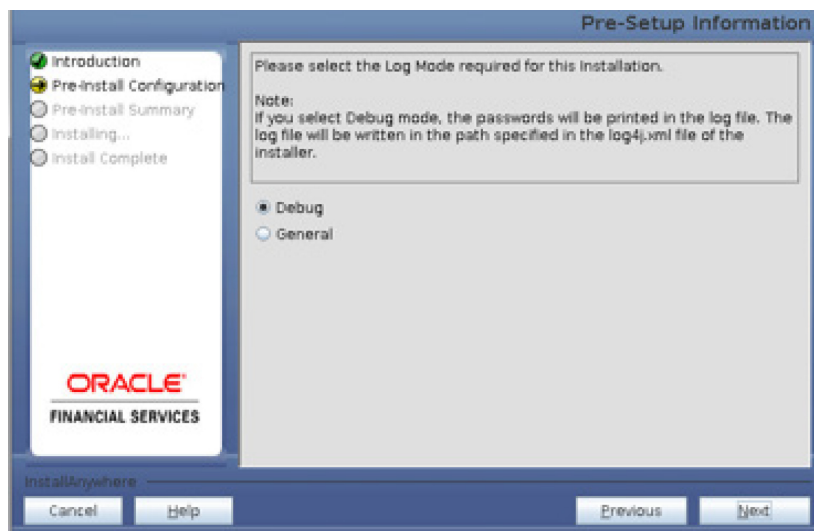 Pre-Setup Information
Introduction
Pre-Install Configuration
Pre-Install Summary
Installing...
Install Complete
Please select the Log Mode required for this Installation.
Note:
If you select Debug mode, the passwords will be printed in the log file. The
log file will be written in the path specified in the log4j.xml file of the
installer.
Debug
General
ORACLE
FINANCIAL SERVICES
InstallAnywhere
Cancel
Help
Previous
Next